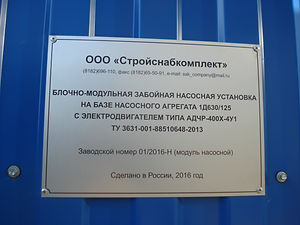 ООО «Стройснабкомплект»
(8182)696-110, факс (8182)65-50-91, e-mail: ssk_company@mail.ru
БЛОЧНО-МОДУЛЬНАЯ ЗАБОЙНАЯ НАСОСНАЯ УСТАНОВКА
НА БАЗЕ НАСОСНОГО АГРЕГАТА 1Д630/125
С ЭЛЕКТРОДВИГАТЕЛЕМ ТИПА АДЧР-400Х-4У1
ТУ 3631-001-88510648-2013
Заводской номер 01/2016-Н (модуль насосной)
Сделано в России, 2016 год